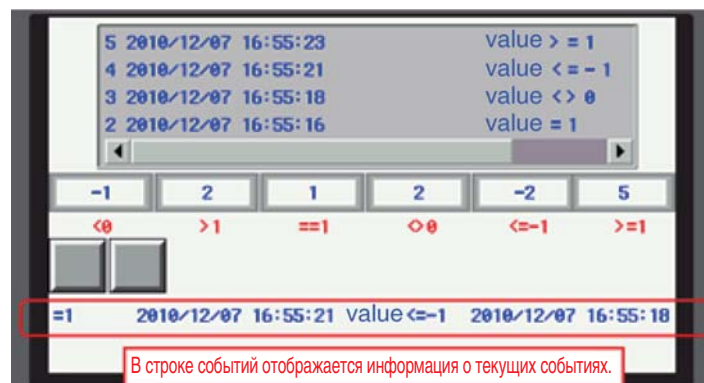 5 2010/12/07 16:55:23 value > = 1
4 2010/12/07 16:55:21 value < = - 1
3 2010/12/07 16:55:18 value <> 0
2 2010/12/07 16:55:16 value = 1
-1 2 1 2 -2 5
<0 >1 ==1 <>0 <=-1 >=1
=1 2010/12/07 16:55:21 value<=-1 2010/12/07 16:55:18
В строке событий отображается информация о текущих событиях.